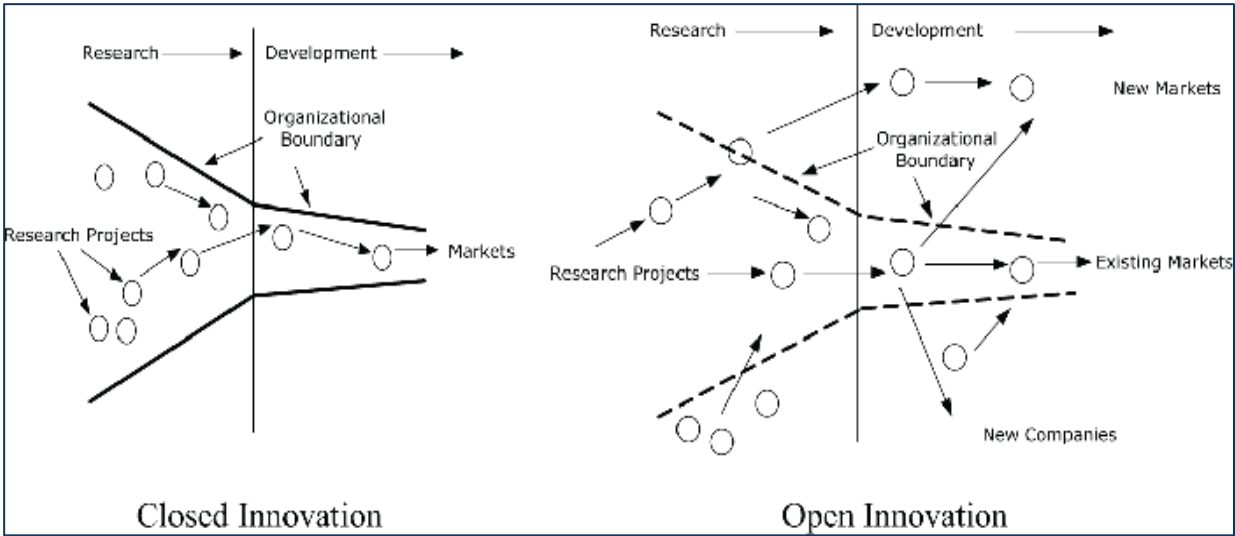 Research
Development
Organizational
Boundary
Research Projects
Markets
Closed Innovation
Research
Development
New Markets
Organizational
Boundary
Research Projects
Existing Markets
New Companies
Open Innovation